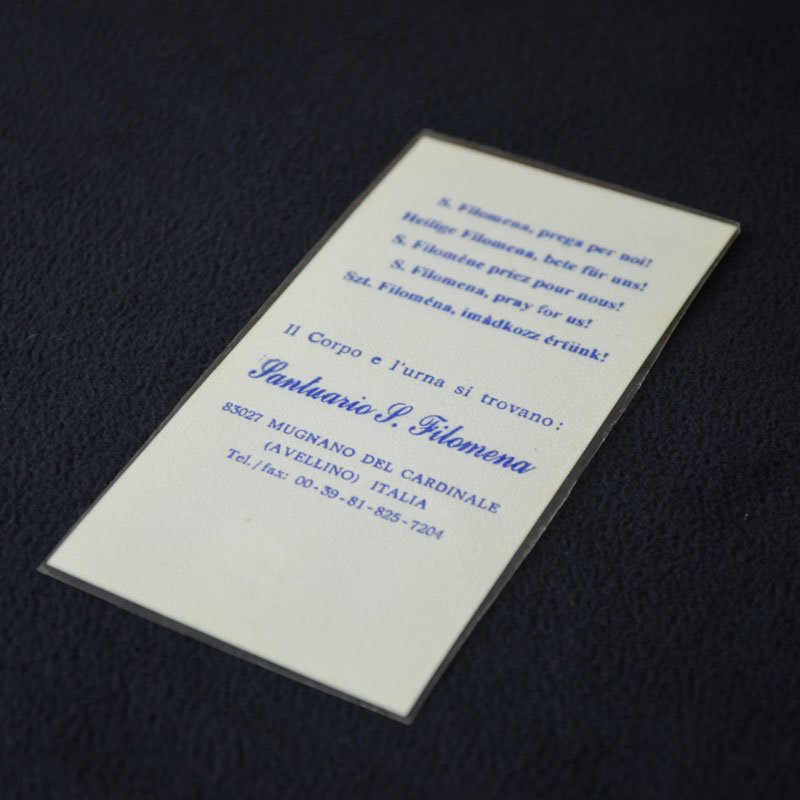 S. Filomena, prega per noi!
Heilige Filomena, bete für uns!
S. Filomène priez pour nous!
S. Filomena, pray for us!
Szt. Filoména, imádkozz értünk!
Il Corpo e l'urna si trovano:
Santuario S. Filomena
83027 MUGNANO DEL CARDINALE
(AVELLINO) ITALIA
Tel./fax: 00-39-81-825-7204